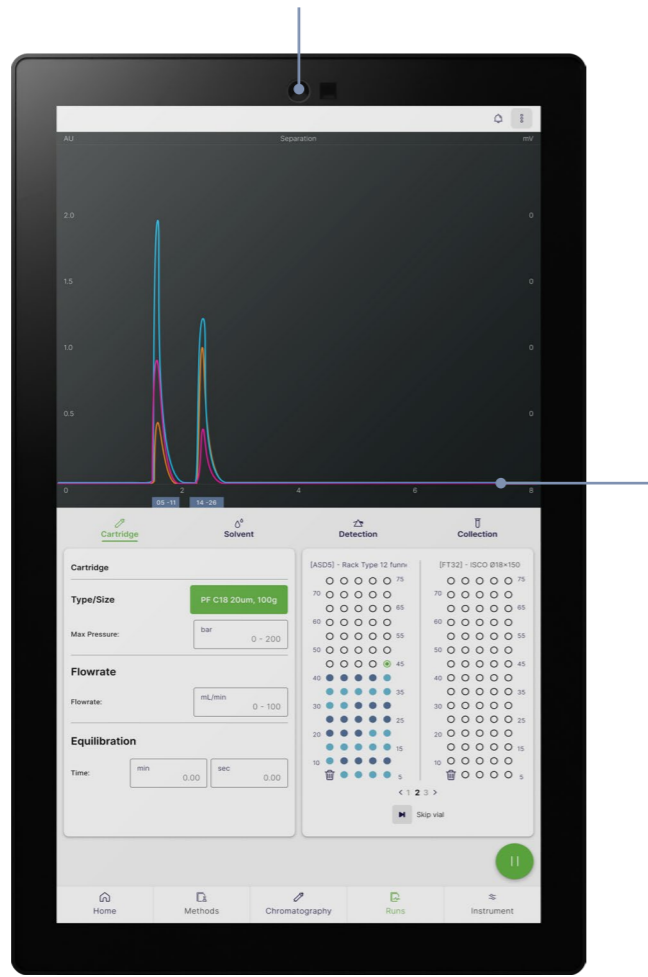 AU Separation mV
2.0 0
1.5 0
1.0 0
0.5 0
0 2 4 6 8
05 -11 14 -26
Cartridge Solvent Detection Collection
Cartridge
Type/Size PF C18 20um, 100g
Max Pressure: bar 0 - 200
Flowrate
Flowrate: mL/min 0 - 100
Equilibration
Time: min 0.00 sec 0.00
[ASD5] - Rack Type 12 funn [FT32] - ISCO Ø18×150
75 75
70 70
65 65
60 60
55 55
50 50
45 45
40 40
35 35
30 30
25 25
20 20
15 15
10 10
5 5
< 1 2 3 >
Skip vial
Home Methods Chromatography Runs Instrument